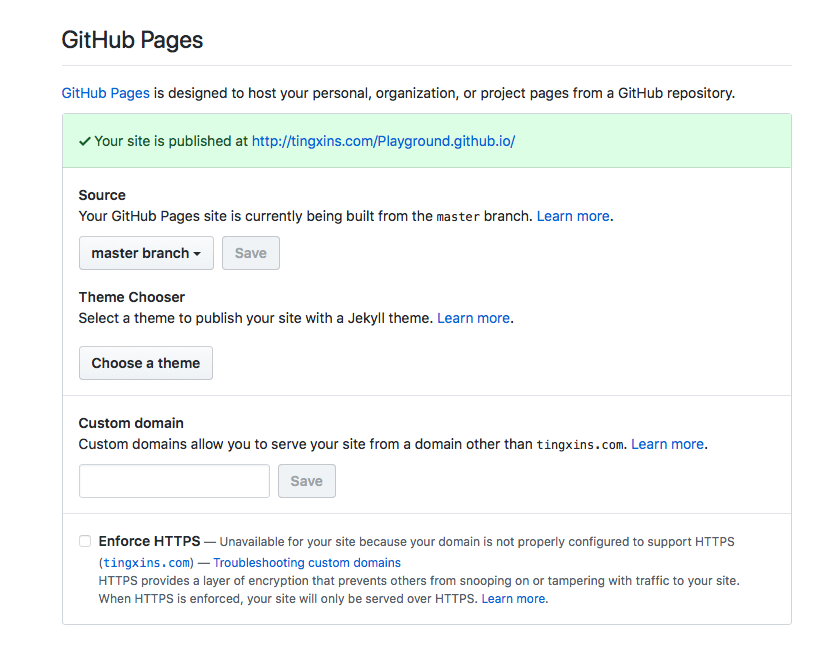 GitHub Pages
GitHub Pages is designed to host your personal, organization, or project pages from a GitHub repository.
Your site is published at http://tingxins.com/Playground.github.io/
Source
Your GitHub Pages site is currently being built from the master branch. Learn more.
master branch Save
Theme Chooser
Select a theme to publish your site with a Jekyll theme. Learn more.
Choose a theme
Custom domain
Custom domains allow you to serve your site from a domain other than tingxins.com. Learn more.
Save
Enforce HTTPS — Unavailable for your site because your domain is not properly configured to support HTTPS
(tingxins.com) — Troubleshooting custom domains
HTTPS provides a layer of encryption that prevents others from snooping on or tampering with traffic to your site.
When HTTPS is enforced, your site will only be served over HTTPS. Learn more.